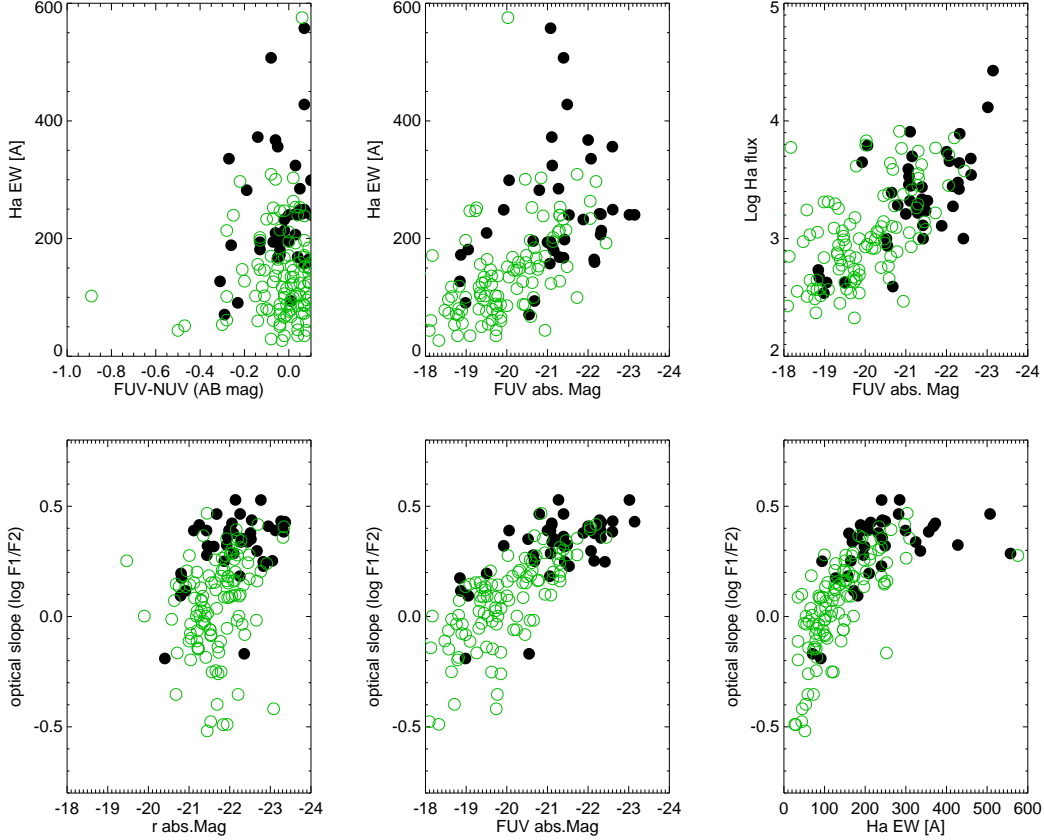 600
400
200
0
Ha EW [A]
-1.0 -0.8 -0.6 -0.4 -0.2 0.0
FUV-NUV (AB mag)
600
400
200
0
Ha EW [A]
-18 -19 -20 -21 -22 -23 -24
FUV abs. Mag
5
4
3
2
Log Ha flux
-18 -19 -20 -21 -22 -23 -24
FUV abs. Mag
0.5
0.0
-0.5
optical slope (log F1/F2)
-18 -19 -20 -21 -22 -23 -24
r abs.Mag
0.5
0.0
-0.5
optical slope (log F1/F2)
-18 -19 -20 -21 -22 -23 -24
FUV abs.Mag
0.5
0.0
-0.5
optical slope (log F1/F2)
0 100 200 300 400 500 600
Ha EW [A]